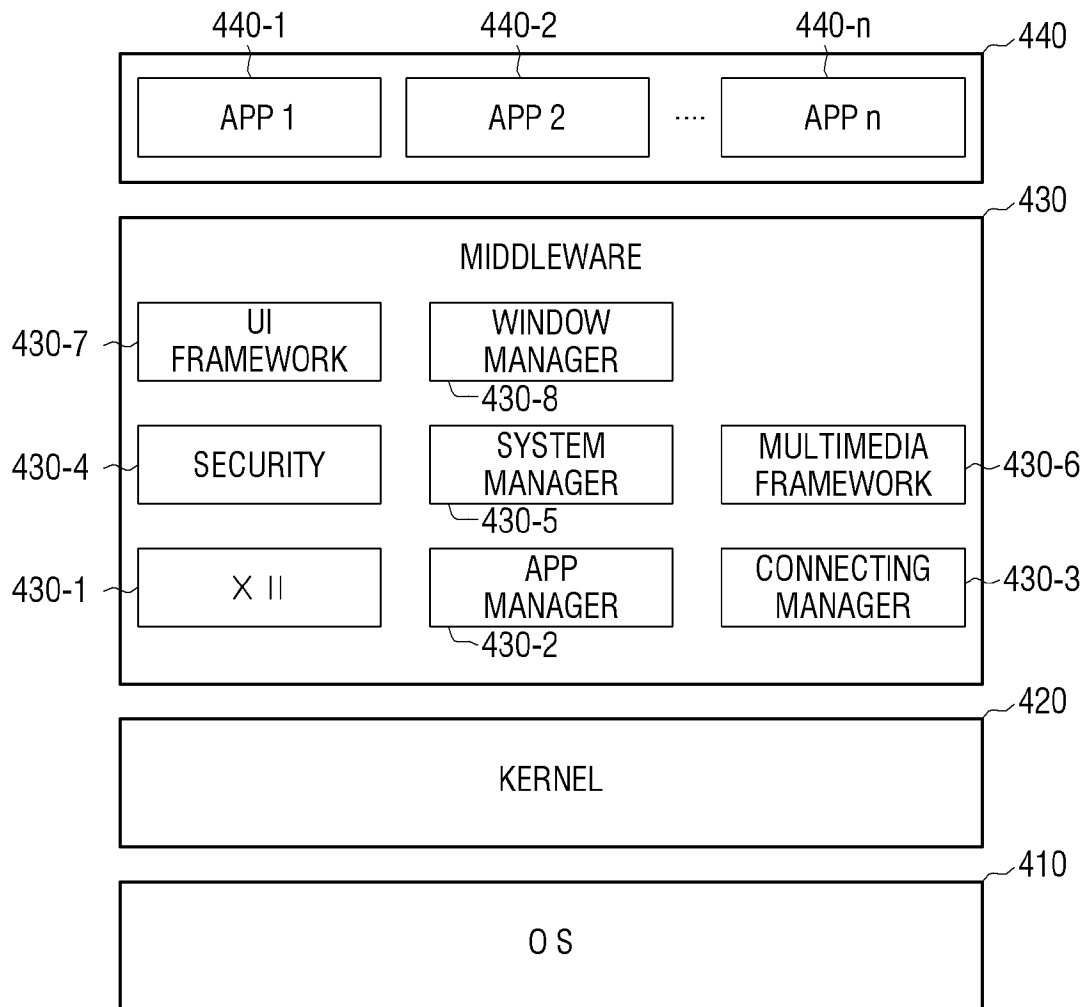 440-1
440-2
440-n
440
APP 1
APP 2
....
APP n
430
MIDDLEWARE
430-7
UI
FRAMEWORK
WINDOW
MANAGER
430-8
430-4
SECURITY
SYSTEM
MANAGER
430-5
MULTIMEDIA
FRAMEWORK
430-6
430-1
X II
APP
MANAGER
430-2
CONNECTING
MANAGER
430-3
420
KERNEL
410
O S